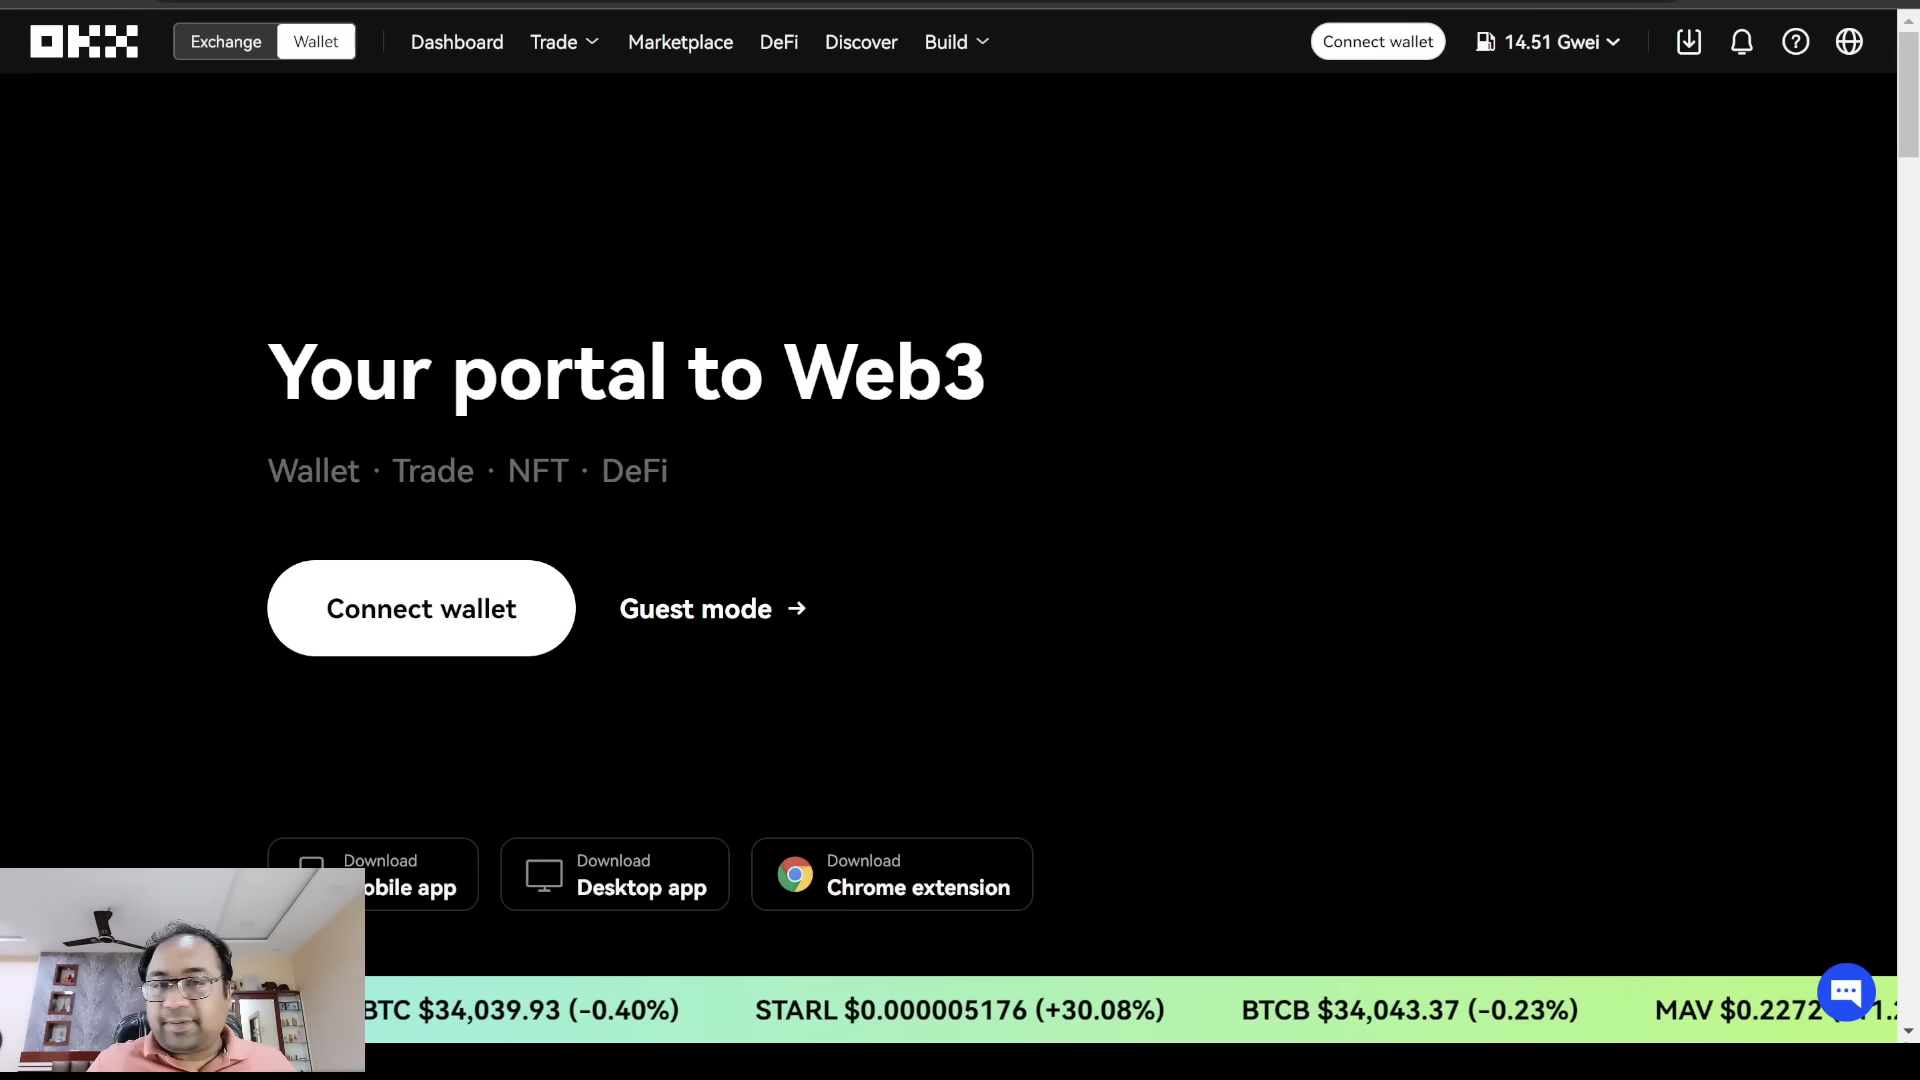 OKX
Exchange Wallet Dashboard Trade Marketplace DeFi Discover Build Connect wallet 14.51 Gwei
Your portal to Web3
Wallet · Trade · NFT · DeFi
Connect wallet Guest mode →
Download
obile app
Download
Desktop app
Download
Chrome extension
BTC $34,039.93 (-0.40%) STARL $0.000005176 (+30.08%) BTCB $34,043.37 (-0.23%) MAV $0.2272